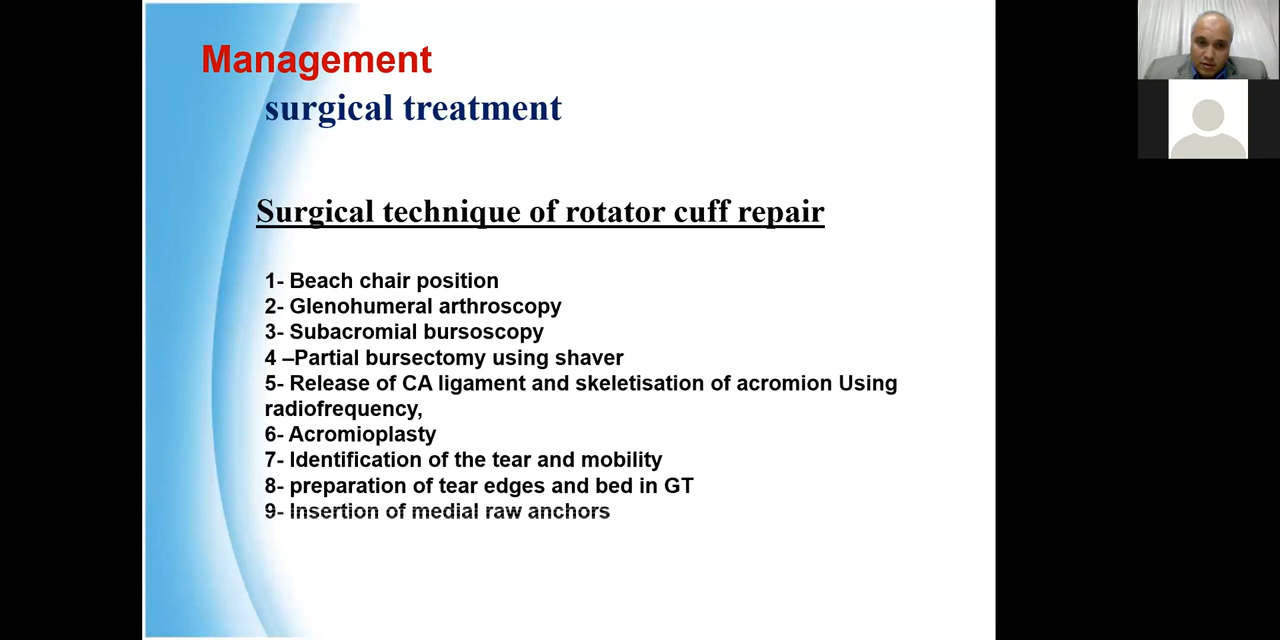 Management
surgical treatment
Surgical technique of rotator cuff repair
1- Beach chair position
2- Glenohumeral arthroscopy
3- Subacromial bursoscopy
4 –Partial bursectomy using shaver
5- Release of CA ligament and skeletisation of acromion Using
radiofrequency,
6- Acromioplasty
7- Identification of the tear and mobility
8- preparation of tear edges and bed in GT
9- Insertion of medial raw anchors